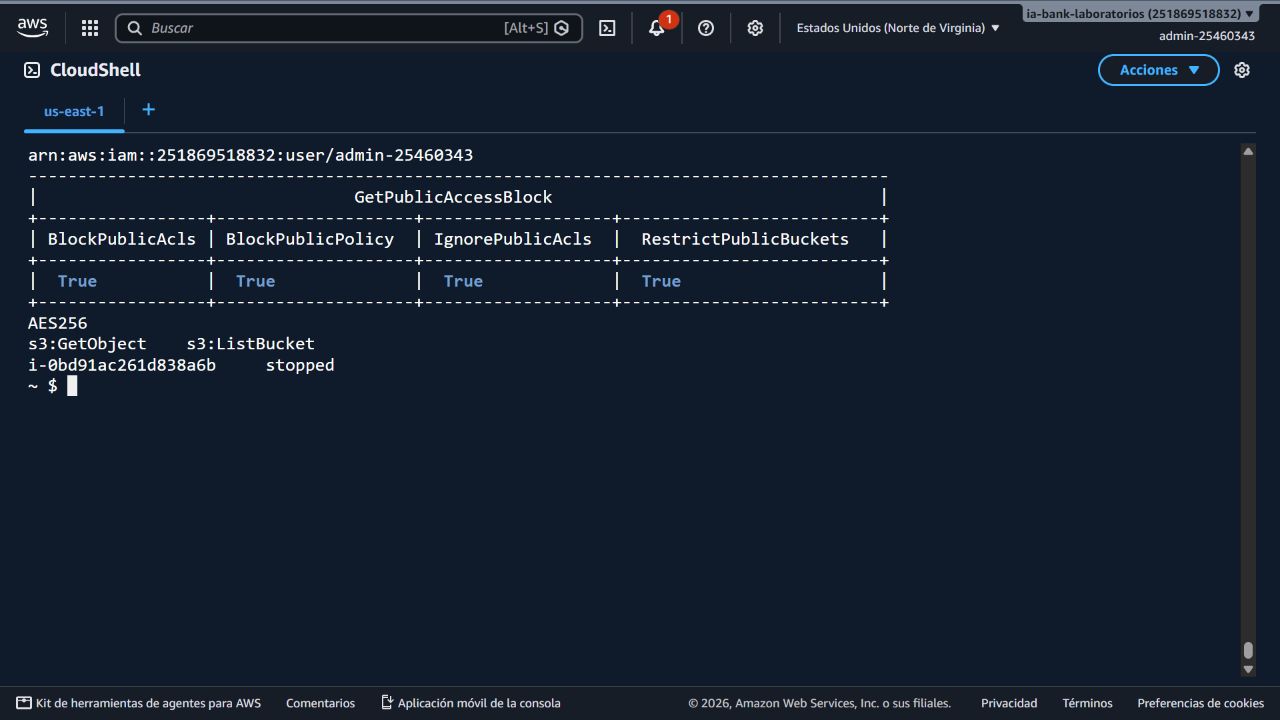 aws
Buscar [Alt+S] 1 Estados Unidos (Norte de Virginia) ▼ ia-bank-laboratorios (251869518832) ▼
admin-25460343
CloudShell Acciones ▼
us-east-1 +
arn:aws:iam::251869518832:user/admin-25460343
---------------------------------------------------------------------------------------
| GetPublicAccessBlock |
+-----------------+--------------------+-------------------+--------------------------+
| BlockPublicAcls | BlockPublicPolicy | IgnorePublicAcls | RestrictPublicBuckets |
+-----------------+--------------------+-------------------+--------------------------+
| True | True | True | True |
+-----------------+--------------------+-------------------+--------------------------+
AES256
s3:GetObject s3:ListBucket
i-0bd91ac261d838a6b stopped
~ $
Kit de herramientas de agentes para AWS Comentarios Aplicación móvil de la consola © 2026, Amazon Web Services, Inc. o sus filiales. Privacidad Términos Preferencias de cookies